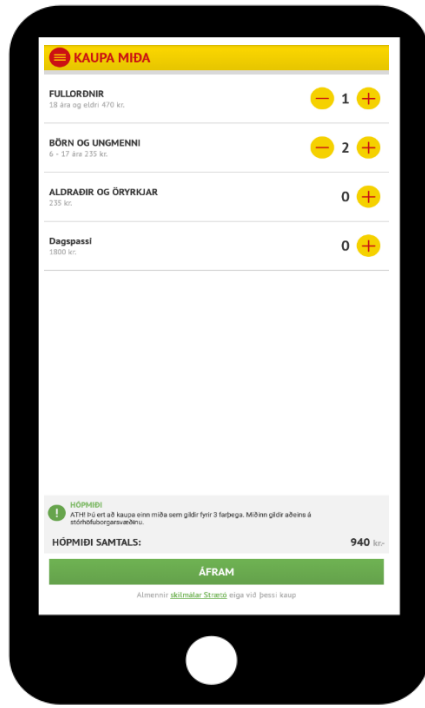 KAUPA MIÐA
FULLORÐNIR
18 ára og eldri 470 kr.
1
BÖRN OG UNGMENNI
6 - 17 ára 235 kr.
2
ALDRAÐIR OG ÖRYRKJAR
235 kr.
0
Dagspassi
1800 kr.
0
HÓPMIÐI
ATH! Þú ert að kaupa einn miða sem gildir fyrir 3 farþega. Miðinn gildir aðeins á
stórhöfuborgarsvæðinu.
HÓPMIÐI SAMTALS: 940 kr.-
ÁFRAM
Almennir skilmálar Strætó eiga við þessi kaup